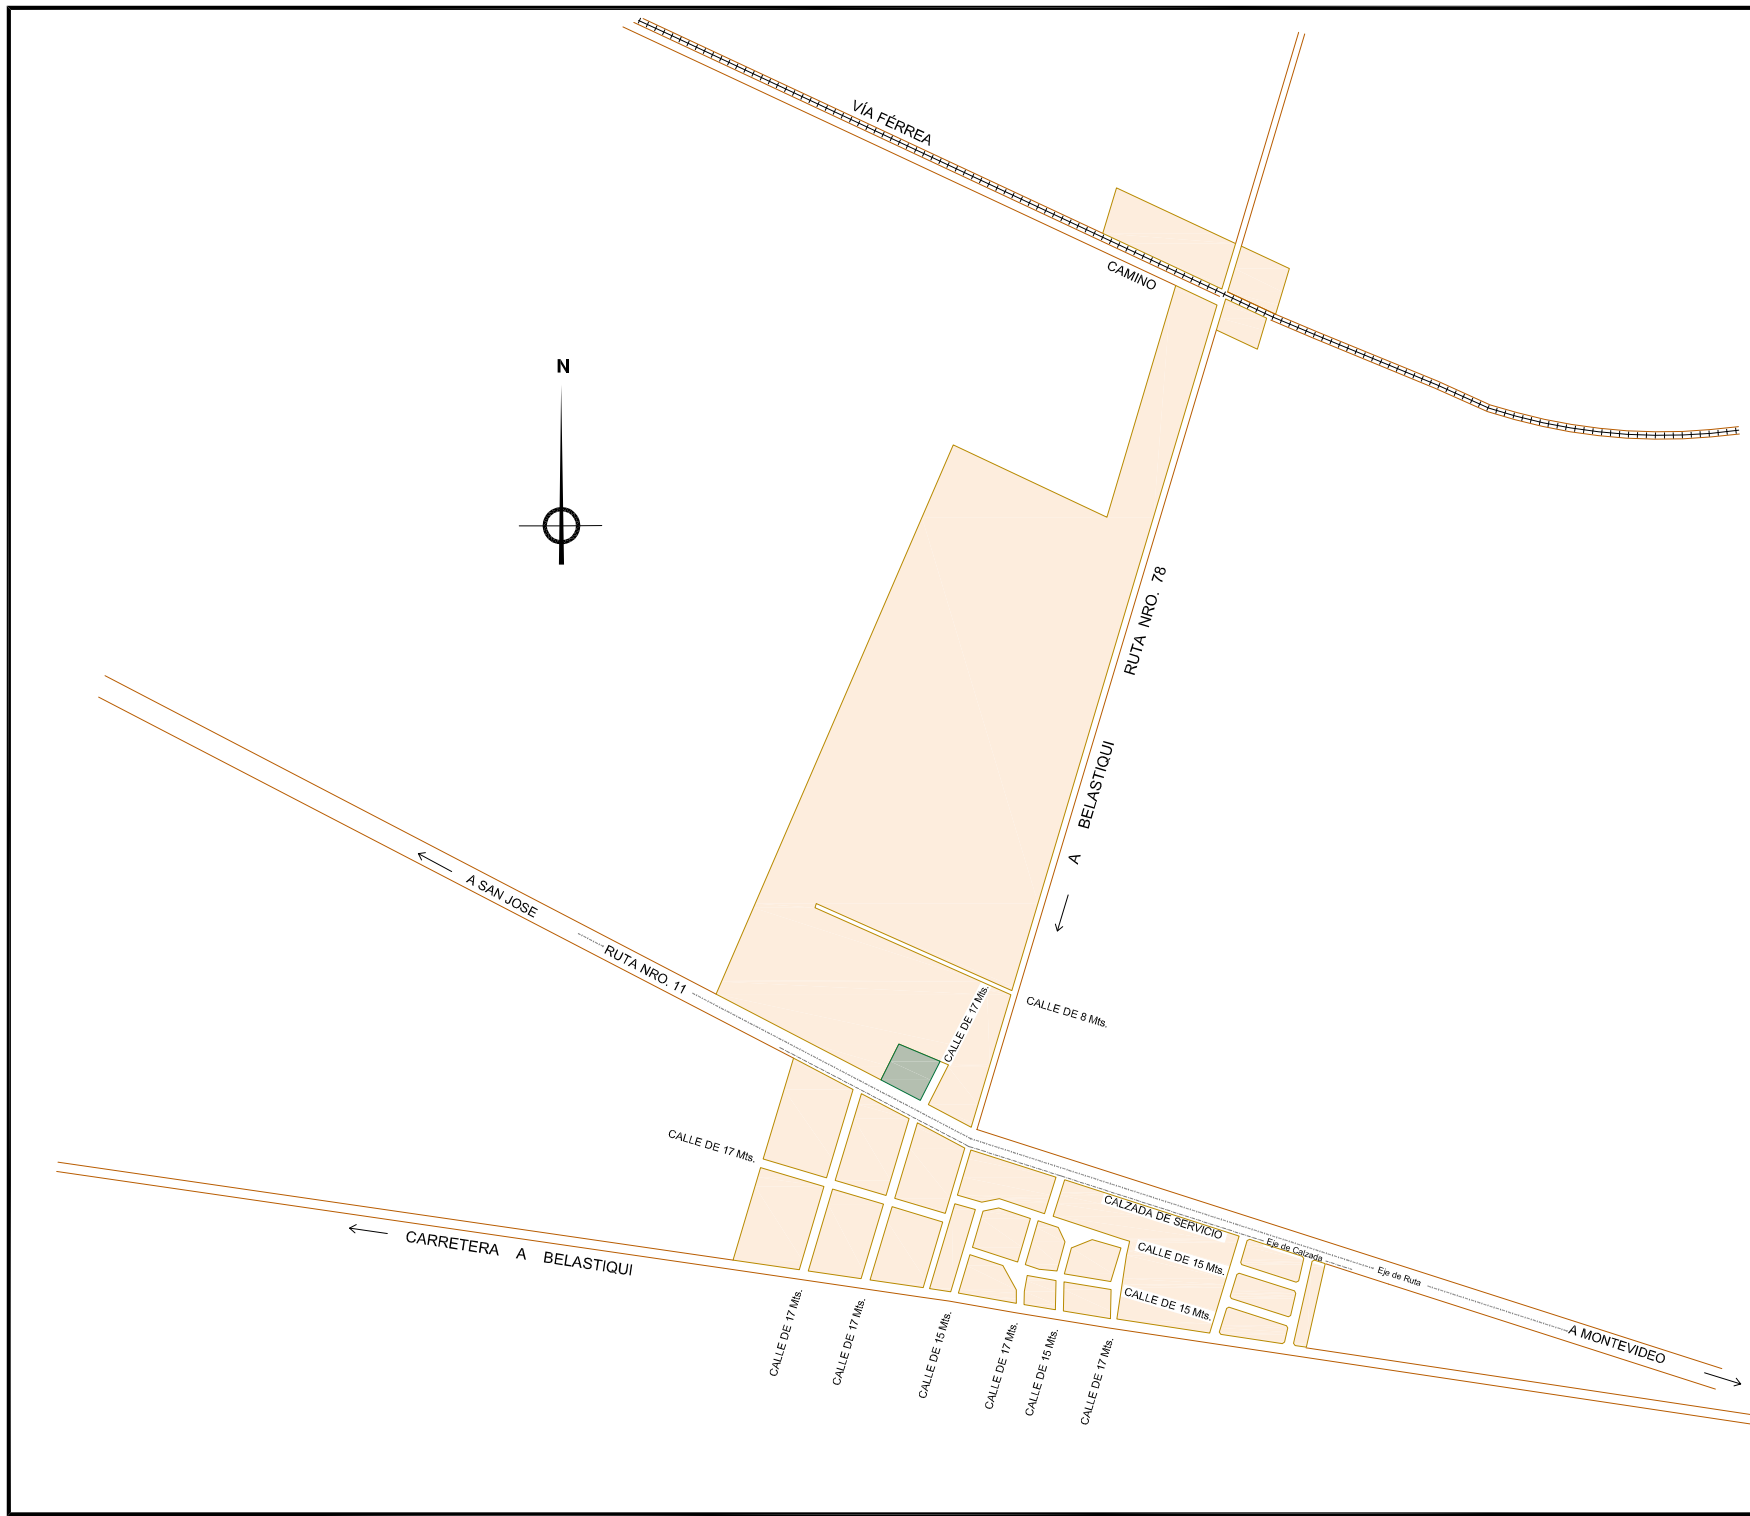 VÍA FÉRREA
CAMINO
N
RUTA NRO. 78
A BELASTIQUI
A SAN JOSE
RUTA NRO. 11
CALLE DE 17 Mts.
CALLE DE 8 Mts.
CALLE DE 17 Mts.
CALZADA DE SERVICIO
Eje de Calzada
Eje de Ruta
CALLE DE 15 Mts.
CALLE DE 15 Mts.
A MONTEVIDEO
CARRETERA A BELASTIQUI
CALLE DE 17 Mts.
CALLE DE 17 Mts.
CALLE DE 15 Mts.
CALLE DE 17 Mts.
CALLE DE 15 Mts.
CALLE DE 17 Mts.